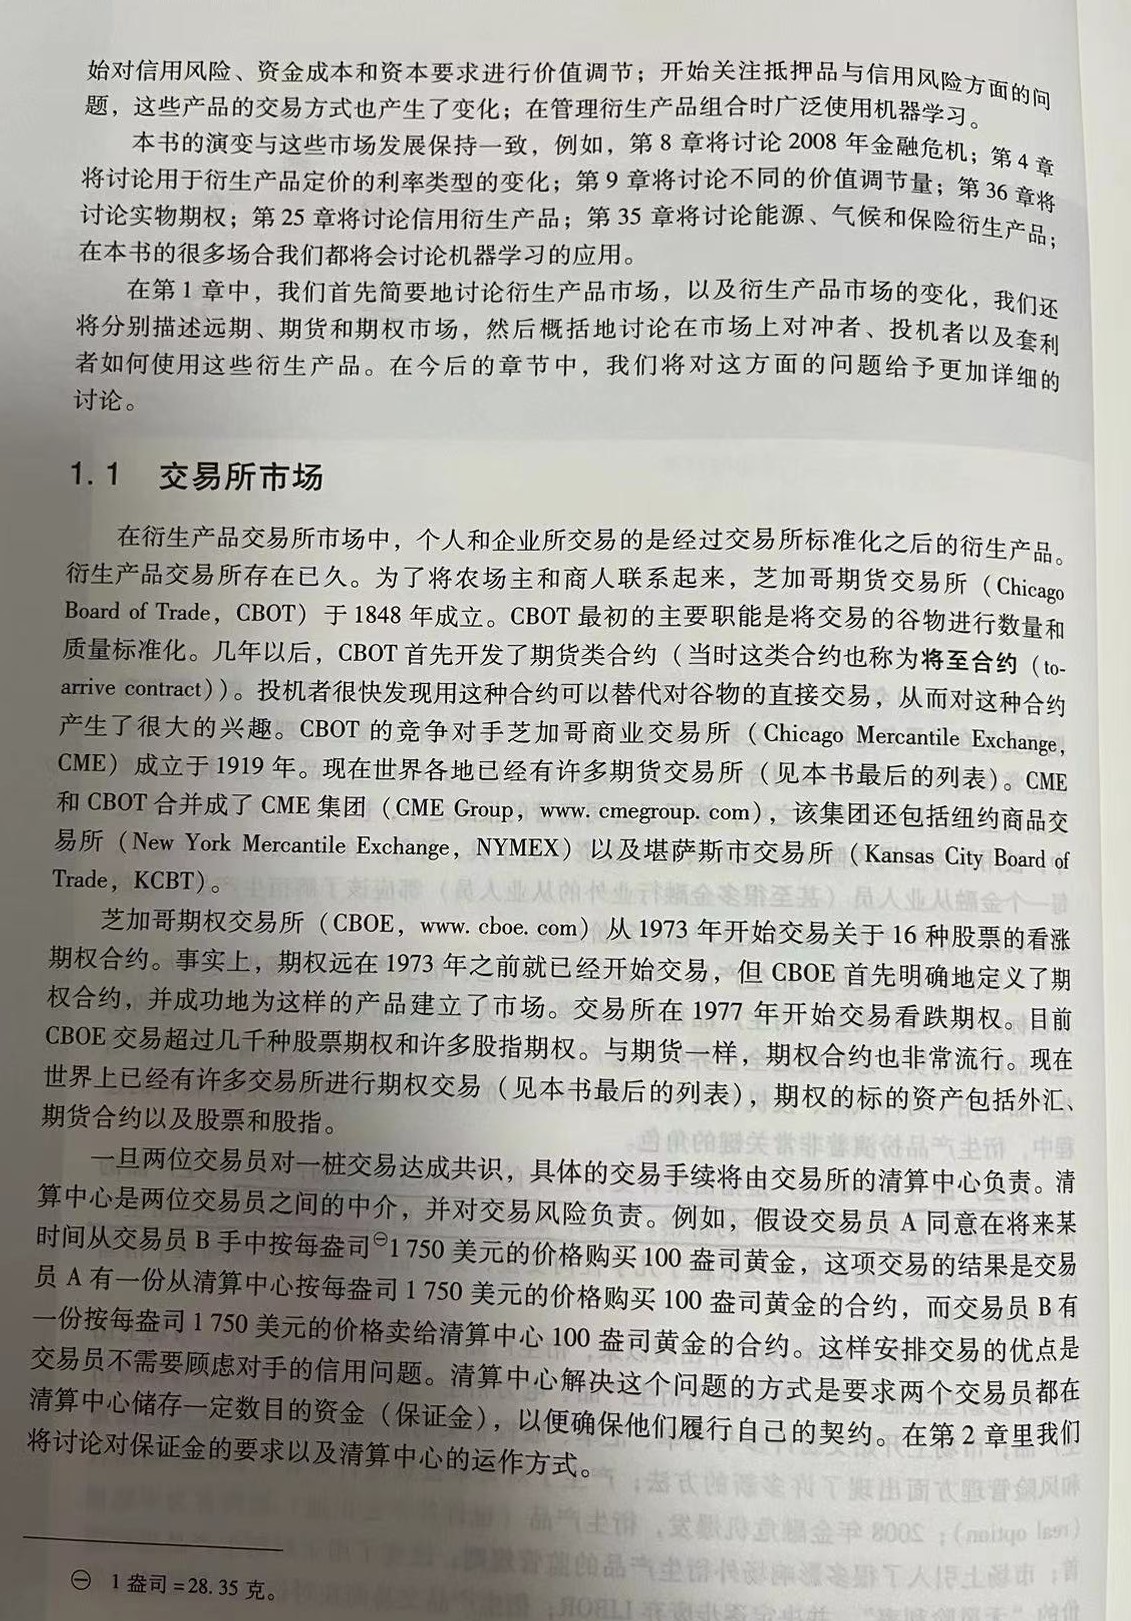 始对信用风险、资金成本和资本要求进行价值调节；开始关注抵押品与信用风险方面的问
题，这些产品的交易方式也产生了变化；在管理衍生产品组合时广泛使用机器学习。
本书的演变与这些市场发展保持一致，例如，第 8 章将讨论 2008 年金融危机；第 4 章
将讨论用于衍生产品定价的利率类型的变化；第 9 章将讨论不同的价值调节量；第 36 章将
讨论实物期权；第 25 章将讨论信用衍生产品；第 35 章将讨论能源、气候和保险衍生产品；
在本书的很多场合我们都将会讨论机器学习的应用。
在第 1 章中，我们首先简要地讨论衍生产品市场，以及衍生产品市场的变化，我们还
将分别描述远期、期货和期权市场，然后概括地讨论在市场上对冲者、投机者以及套利
者如何使用这些衍生产品。在今后的章节中，我们将对这方面的问题给予更加详细的
讨论。
1.1 交易所市场
在衍生产品交易所市场中，个人和企业所交易的是经过交易所标准化之后的衍生产品。
衍生产品交易所存在已久。为了将农场主和商人联系起来，芝加哥期货交易所（Chicago
Board of Trade，CBOT）于 1848 年成立。CBOT 最初的主要职能是将交易的谷物进行数量和
质量标准化。几年以后，CBOT 首先开发了期货类合约（当时这类合约也称为将至合约（to-
arrive contract））。投机者很快发现用这种合约可以替代对谷物的直接交易，从而对这种合约
产生了很大的兴趣。CBOT 的竞争对手芝加哥商业交易所（Chicago Mercantile Exchange，
CME）成立于 1919 年。现在世界各地已经有许多期货交易所（见本书最后的列表）。CME
和 CBOT 合并成了 CME 集团（CME Group，www. cmegroup. com），该集团还包括纽约商品交
易所（New York Mercantile Exchange，NYMEX）以及堪萨斯市交易所（Kansas City Board of
Trade，KCBT）。
芝加哥期权交易所（CBOE，www. cboe. com）从 1973 年开始交易关于 16 种股票的看涨
期权合约。事实上，期权远在 1973 年之前就已经开始交易，但 CBOE 首先明确地定义了期
权合约，并成功地为这样的产品建立了市场。交易所在 1977 年开始交易看跌期权。目前
CBOE 交易超过几千种股票期权和许多股指期权。与期货一样，期权合约也非常流行。现在
世界上已经有许多交易所进行期权交易（见本书最后的列表），期权的标的资产包括外汇、
期货合约以及股票和股指。
一旦两位交易员对一桩交易达成共识，具体的交易手续将由交易所的清算中心负责。清
算中心是两位交易员之间的中介，并对交易风险负责。例如，假设交易员 A 同意在将来某
时间从交易员 B 手中按每盎司㊀1 750 美元的价格购买 100 盎司黄金，这项交易的结果是交易
员 A 有一份从清算中心按每盎司 1 750 美元的价格购买 100 盎司黄金的合约，而交易员 B 有
一份按每盎司 1 750 美元的价格卖给清算中心 100 盎司黄金的合约。这样安排交易的优点是
交易员不需要顾虑对手的信用问题。清算中心解决这个问题的方式是要求两个交易员都在
清算中心储存一定数目的资金（保证金），以便确保他们履行自己的契约。在第 2 章里我们
将讨论对保证金的要求以及清算中心的运作方式。
㊀ 1 盎司 = 28. 35 克。